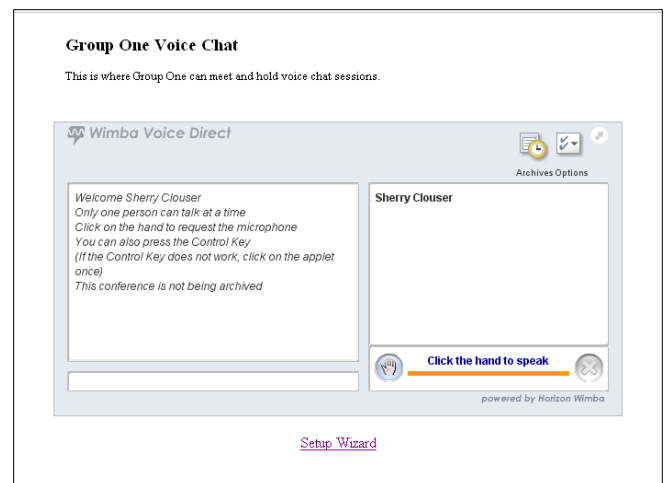 Group One Voice Chat
This is where Group One can meet and hold voice chat sessions.
Wimba Voice Direct
Archives Options
Welcome Sherry Clouser
Only one person can talk at a time
Click on the hand to request the microphone
You can also press the Control Key
(If the Control Key does not work, click on the applet
once)
This conference is not being archived
Sherry Clouser
Click the hand to speak
powered by Horizon Wimba
Setup Wizard